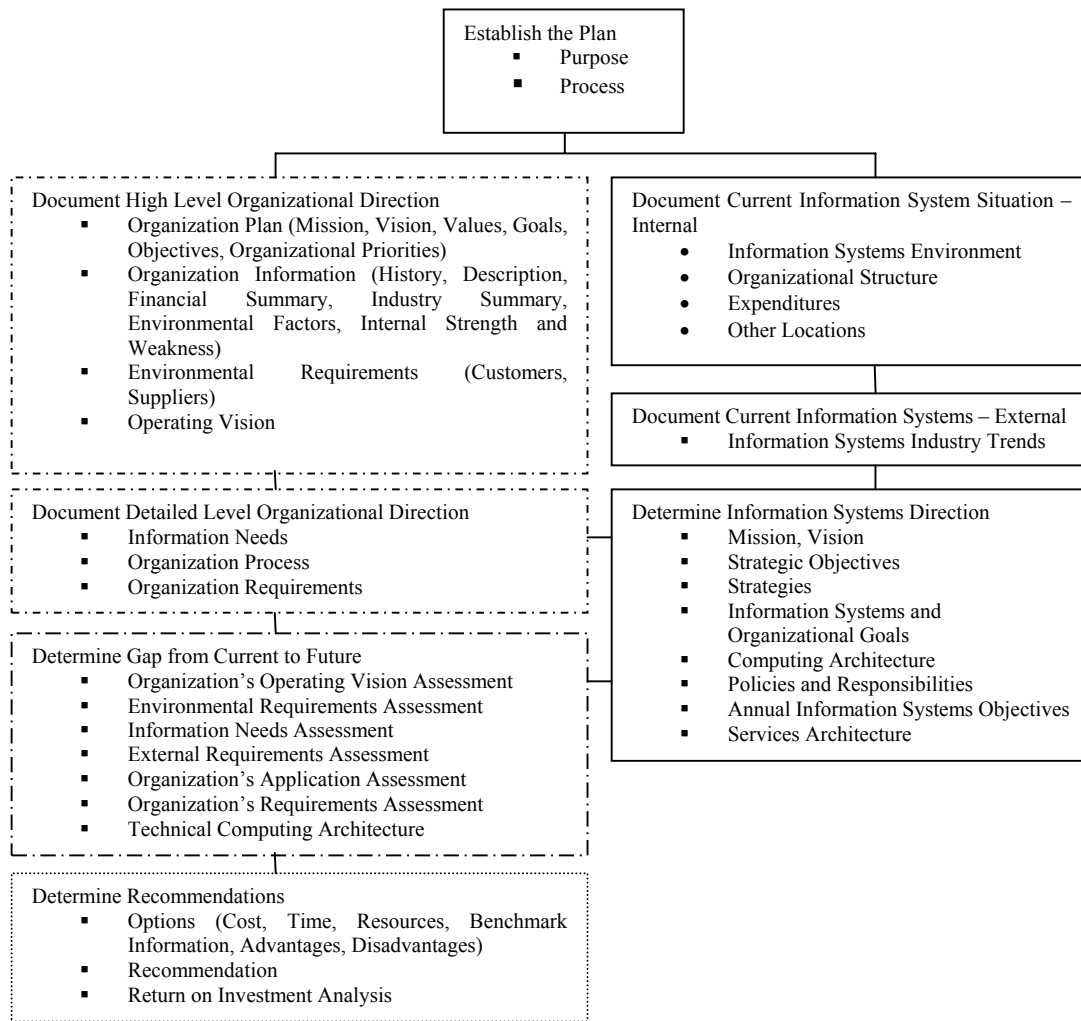 Establish the Plan
▪ Purpose
▪ Process
Document High Level Organizational Direction
▪ Organization Plan (Mission, Vision, Values, Goals,
Objectives, Organizational Priorities)
▪ Organization Information (History, Description,
Financial Summary, Industry Summary,
Environmental Factors, Internal Strength and
Weakness)
▪ Environmental Requirements (Customers,
Suppliers)
▪ Operating Vision
Document Current Information System Situation –
Internal
● Information Systems Environment
● Organizational Structure
● Expenditures
● Other Locations
Document Current Information Systems – External
▪ Information Systems Industry Trends
Document Detailed Level Organizational Direction
▪ Information Needs
▪ Organization Process
▪ Organization Requirements
Determine Information Systems Direction
▪ Mission, Vision
▪ Strategic Objectives
▪ Strategies
▪ Information Systems and
Organizational Goals
▪ Computing Architecture
▪ Policies and Responsibilities
▪ Annual Information Systems Objectives
▪ Services Architecture
Determine Gap from Current to Future
▪ Organization’s Operating Vision Assessment
▪ Environmental Requirements Assessment
▪ Information Needs Assessment
▪ External Requirements Assessment
▪ Organization’s Application Assessment
▪ Organization’s Requirements Assessment
▪ Technical Computing Architecture
Determine Recommendations
▪ Options (Cost, Time, Resources, Benchmark
Information, Advantages, Disadvantages)
▪ Recommendation
▪ Return on Investment Analysis